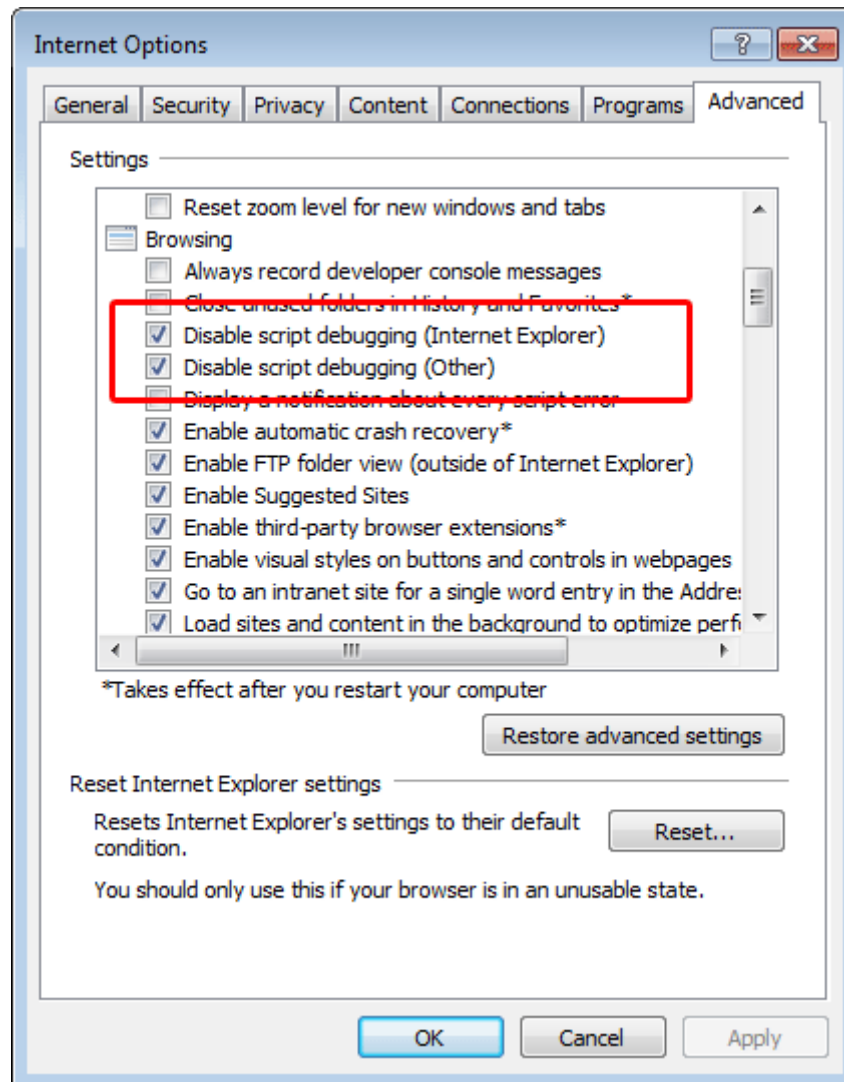 Internet Options
General Security Privacy Content Connections Programs Advanced
Settings
Reset zoom level for new windows and tabs
Browsing
Always record developer console messages
Close unused folders in History and Favorites*
Disable script debugging (Internet Explorer)
Disable script debugging (Other)
Display a notification about every script error
Enable automatic crash recovery*
Enable FTP folder view (outside of Internet Explorer)
Enable Suggested Sites
Enable third-party browser extensions*
Enable visual styles on buttons and controls in webpages
Go to an intranet site for a single word entry in the Addres
Load sites and content in the background to optimize perf
*Takes effect after you restart your computer
Restore advanced settings
Reset Internet Explorer settings
Resets Internet Explorer's settings to their default
condition.
Reset...
You should only use this if your browser is in an unusable state.
OK Cancel Apply